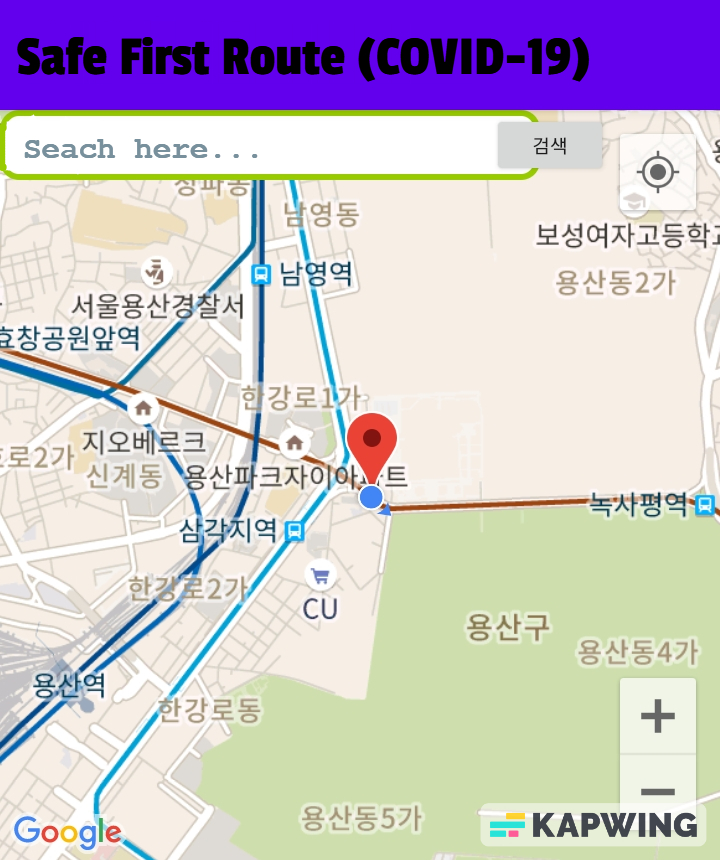 Safe First Route (COVID-19)
Seach here...
검색
청파동
남영동
보성여자고등학교
남영역
용산동2가
서울용산경찰서
효창공원앞역
한강로1가
지오베르크
용산파크자이아파트
신계동
녹사평역
삼각지역
한강로2가
CU
용산구
용산동4가
용산역
한강로동
용산동5가
Google
KAPWING